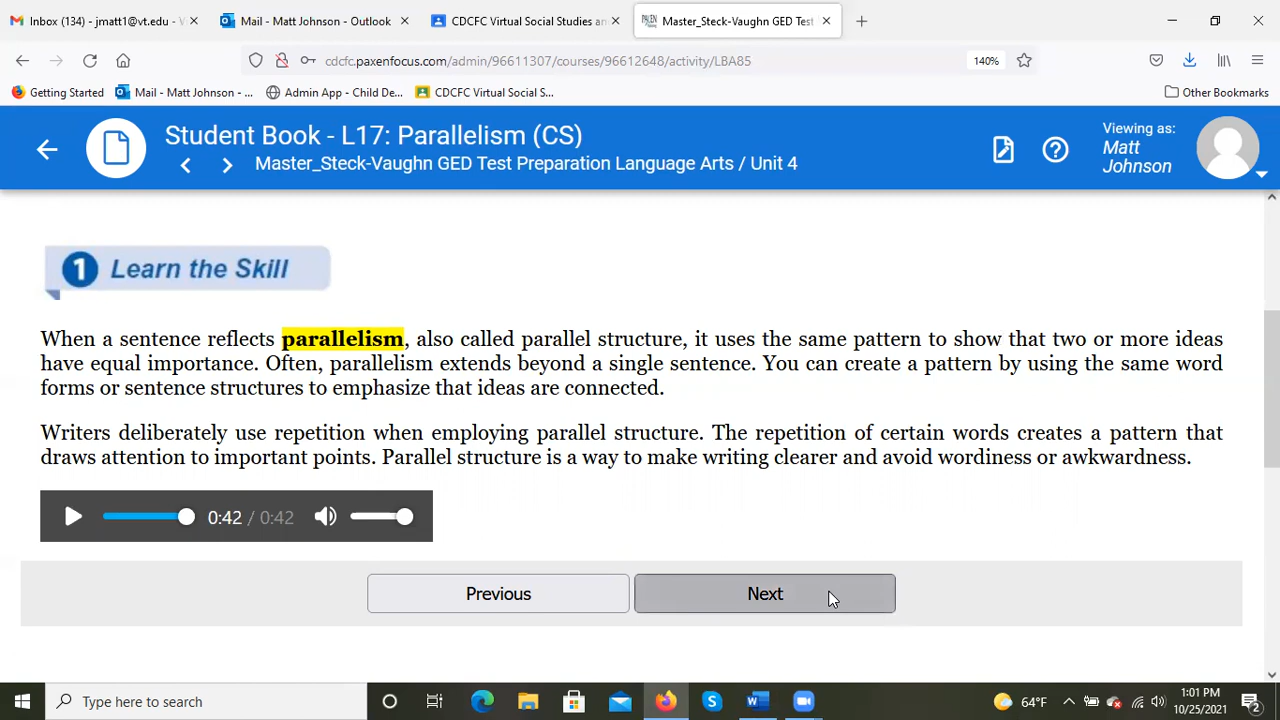 Inbox (134) - jmatt1@vt.edu - V
Mail - Matt Johnson - Outlook
CDCFC Virtual Social Studies an
Master_Steck-Vaughn GED Test
cdcfc.paxenfocus.com/admin/96611307/courses/96612648/activity/LBA85
140%
Getting Started
Mail - Matt Johnson - ...
Admin App - Child De...
CDCFC Virtual Social S...
Other Bookmarks
Student Book - L17: Parallelism (CS)
Master_Steck-Vaughn GED Test Preparation Language Arts / Unit 4
Viewing as:
Matt
Johnson
1 Learn the Skill
When a sentence reflects parallelism, also called parallel structure, it uses the same pattern to show that two or more ideas
have equal importance. Often, parallelism extends beyond a single sentence. You can create a pattern by using the same word
forms or sentence structures to emphasize that ideas are connected.
Writers deliberately use repetition when employing parallel structure. The repetition of certain words creates a pattern that
draws attention to important points. Parallel structure is a way to make writing clearer and avoid wordiness or awkwardness.
0:42 / 0:42
Previous
Next
Type here to search
64°F
1:01 PM
10/25/2021
2